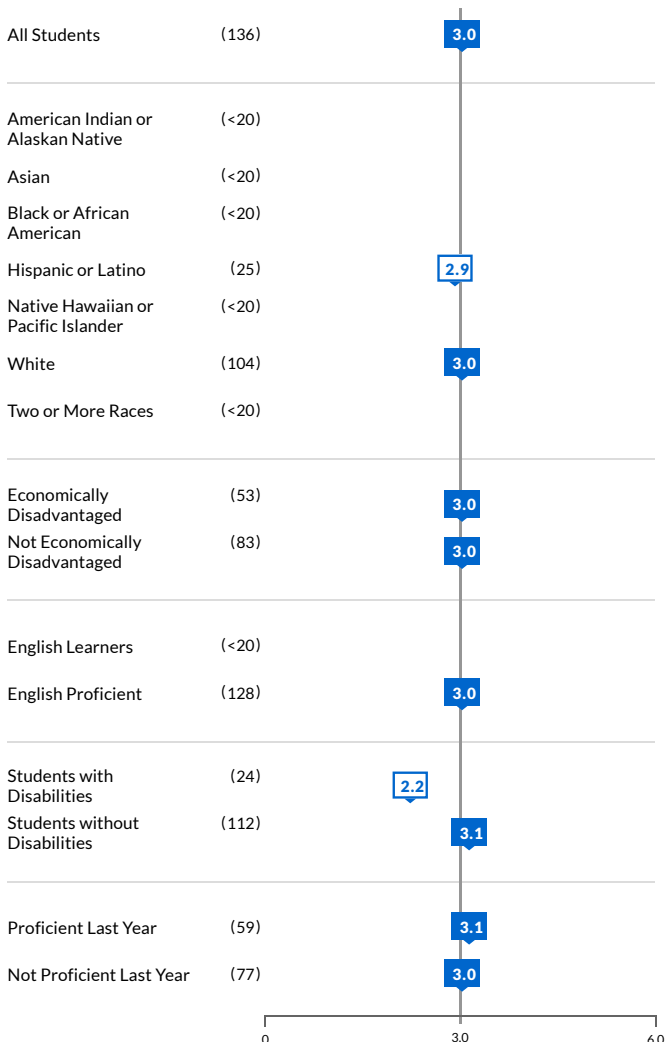 All Students (136) 3.0
American Indian or (<20)
Alaskan Native
Asian (<20)
Black or African (<20)
American
Hispanic or Latino (25) 2.9
Native Hawaiian or (<20)
Pacific Islander
White (104) 3.0
Two or More Races (<20)
Economically (53) 3.0
Disadvantaged
Not Economically (83) 3.0
Disadvantaged
English Learners (<20)
English Proficient (128) 3.0
Students with (24) 2.2
Disabilities
Students without (112) 3.1
Disabilities
Proficient Last Year (59) 3.1
Not Proficient Last Year (77) 3.0
0 3.0 6.0